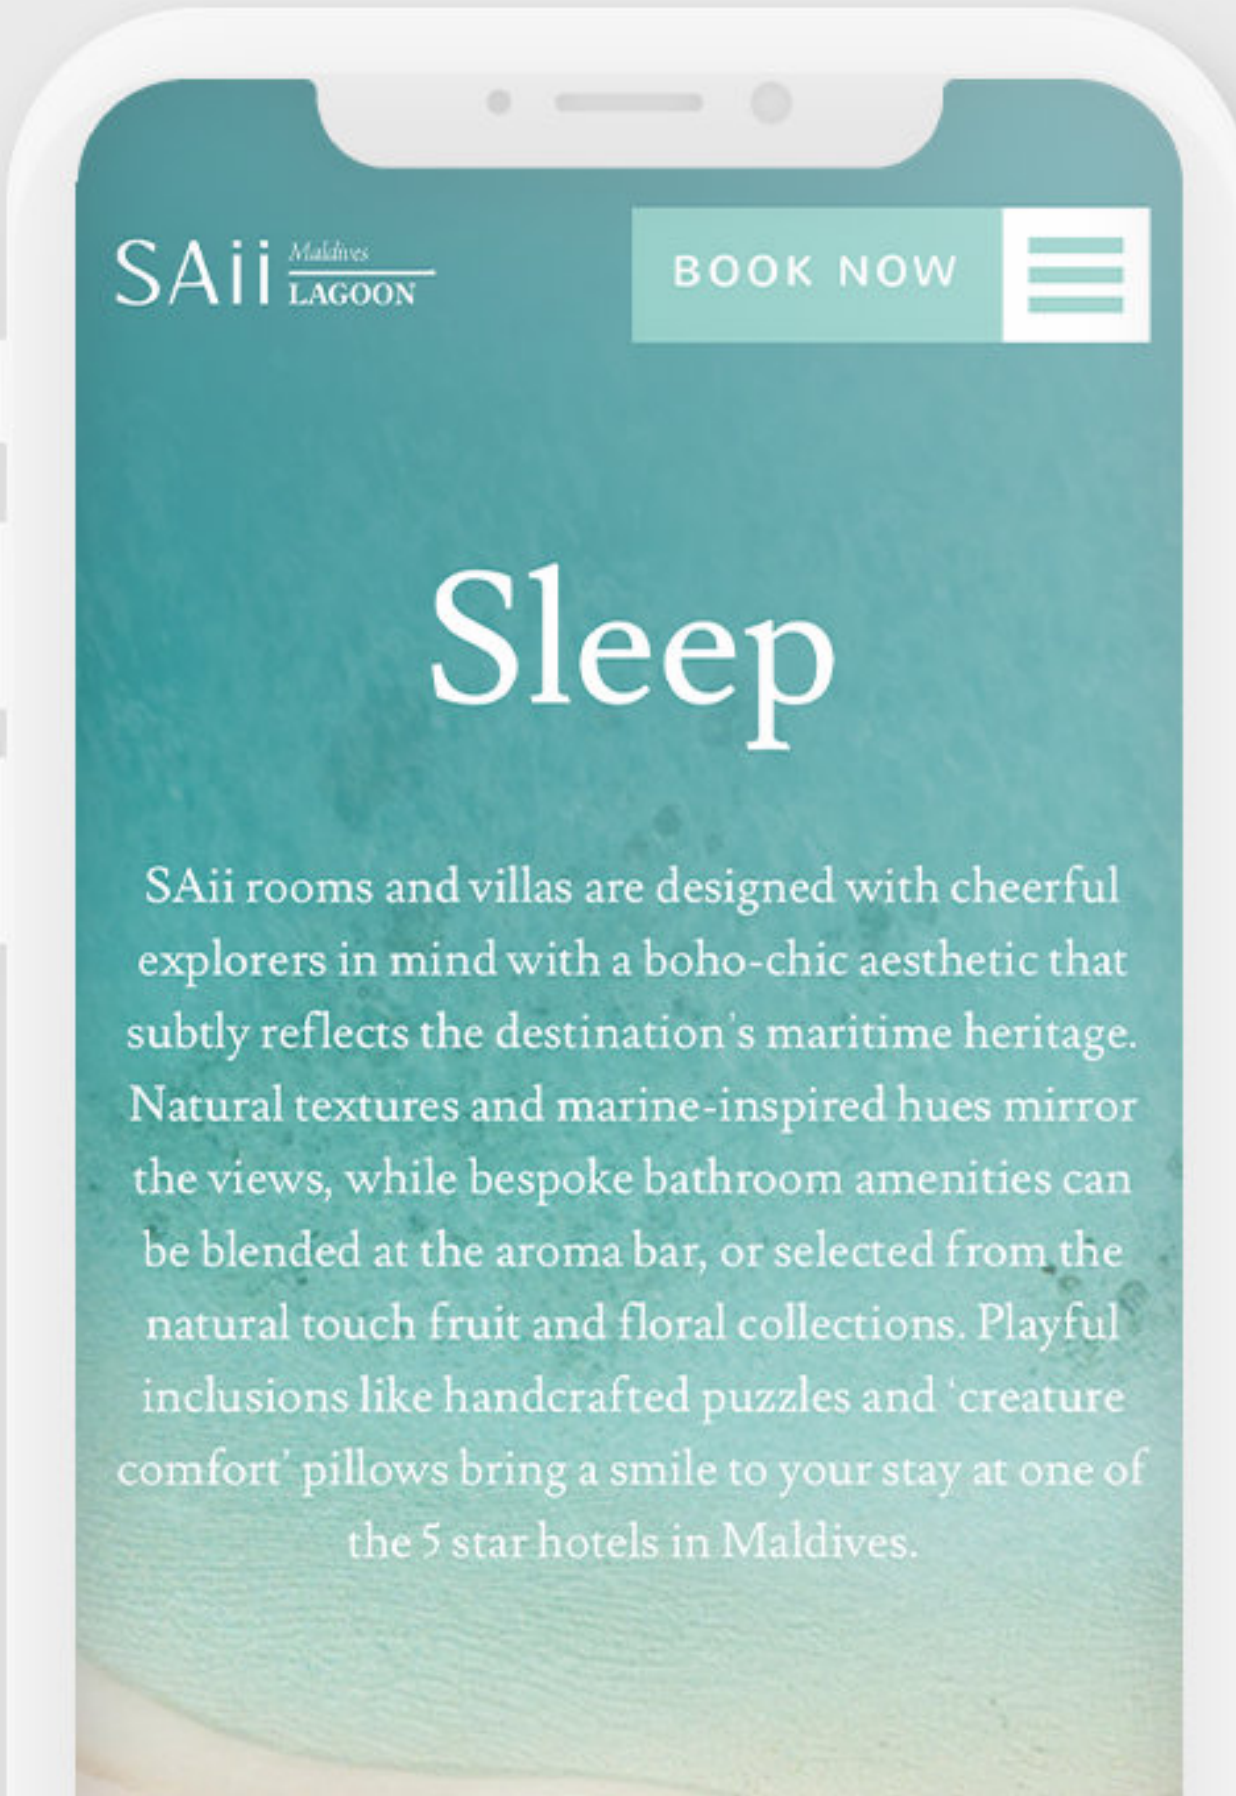 SAii Maldives
LAGOON
BOOK NOW
Sleep
SAii rooms and villas are designed with cheerful
explorers in mind with a boho-chic aesthetic that
subtly reflects the destination's maritime heritage.
Natural textures and marine-inspired hues mirror
the views, while bespoke bathroom amenities can
be blended at the aroma bar, or selected from the
natural touch fruit and floral collections. Playful
inclusions like handcrafted puzzles and ‘creature
comfort’ pillows bring a smile to your stay at one of
the 5 star hotels in Maldives.